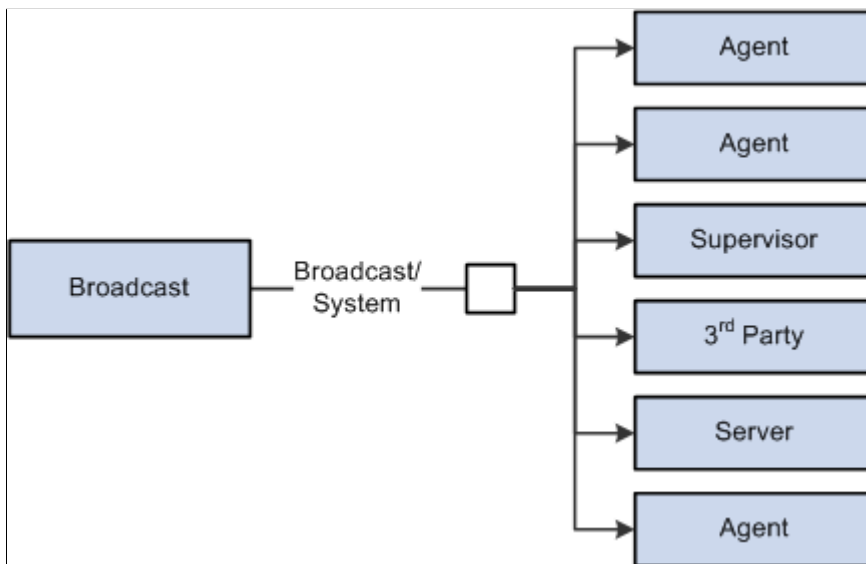 Agent
Agent
Supervisor
Broadcast
Broadcast/
System
3rd Party
Server
Agent